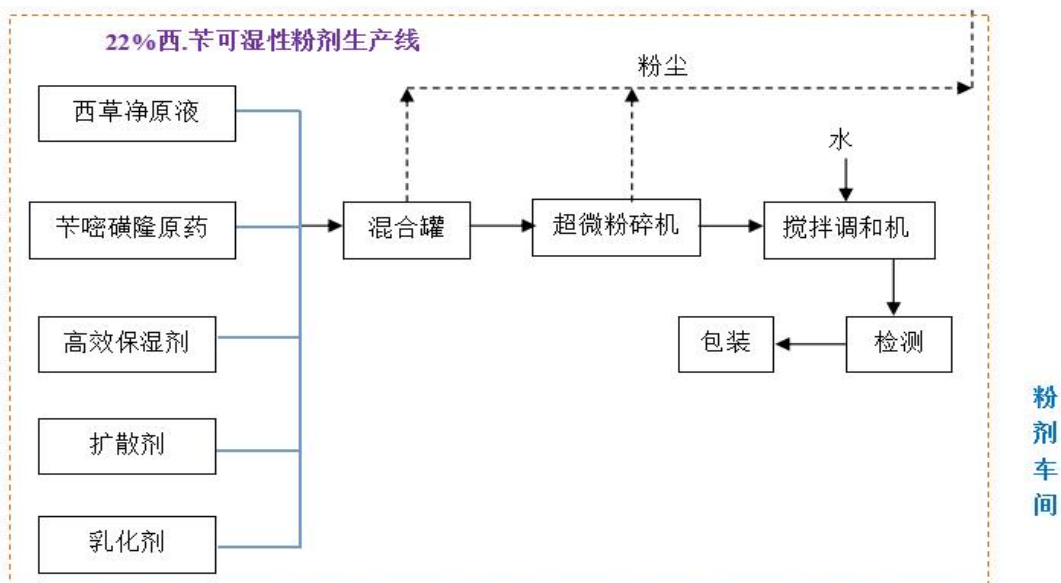 22%西.苄可湿性粉剂生产线
粉尘
西草净原液
水
苄嘧磺隆原药
混合罐
超微粉碎机
搅拌调和机
高效保湿剂
包装
检测
扩散剂
乳化剂
粉剂车间